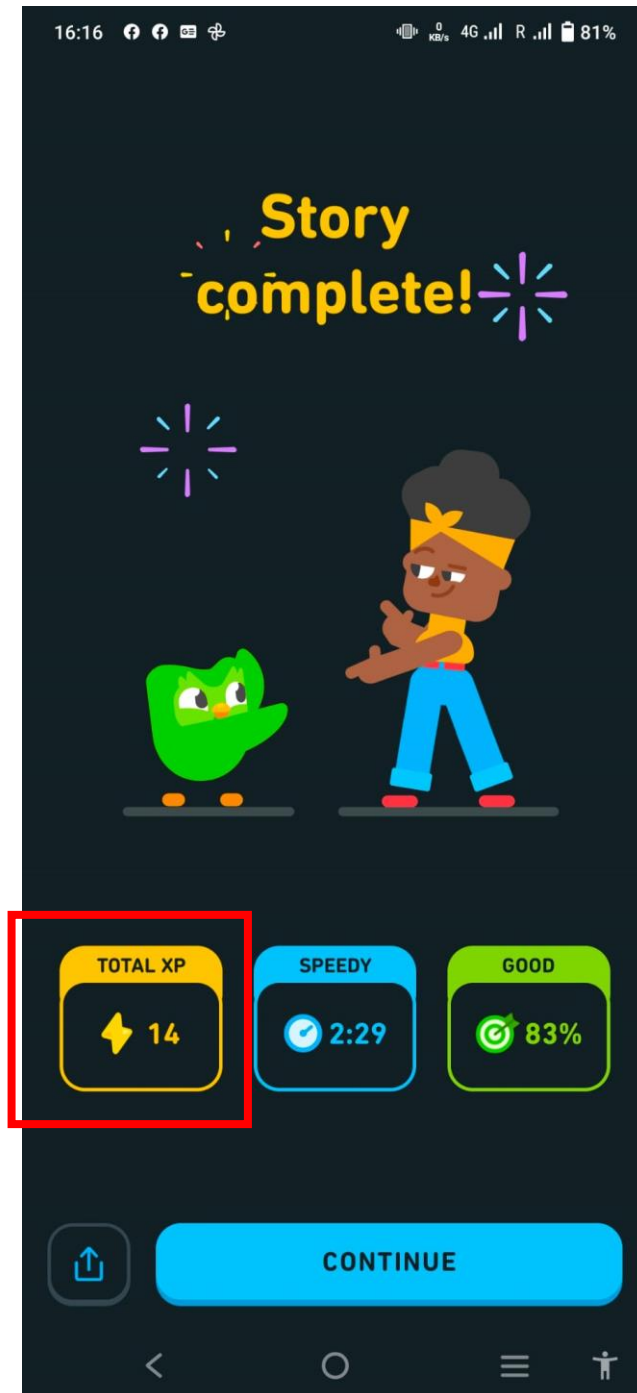 16:16 0 KB/s 4G R 81%
Story
complete!
TOTAL XP SPEEDY GOOD
14 2:29 83%
CONTINUE